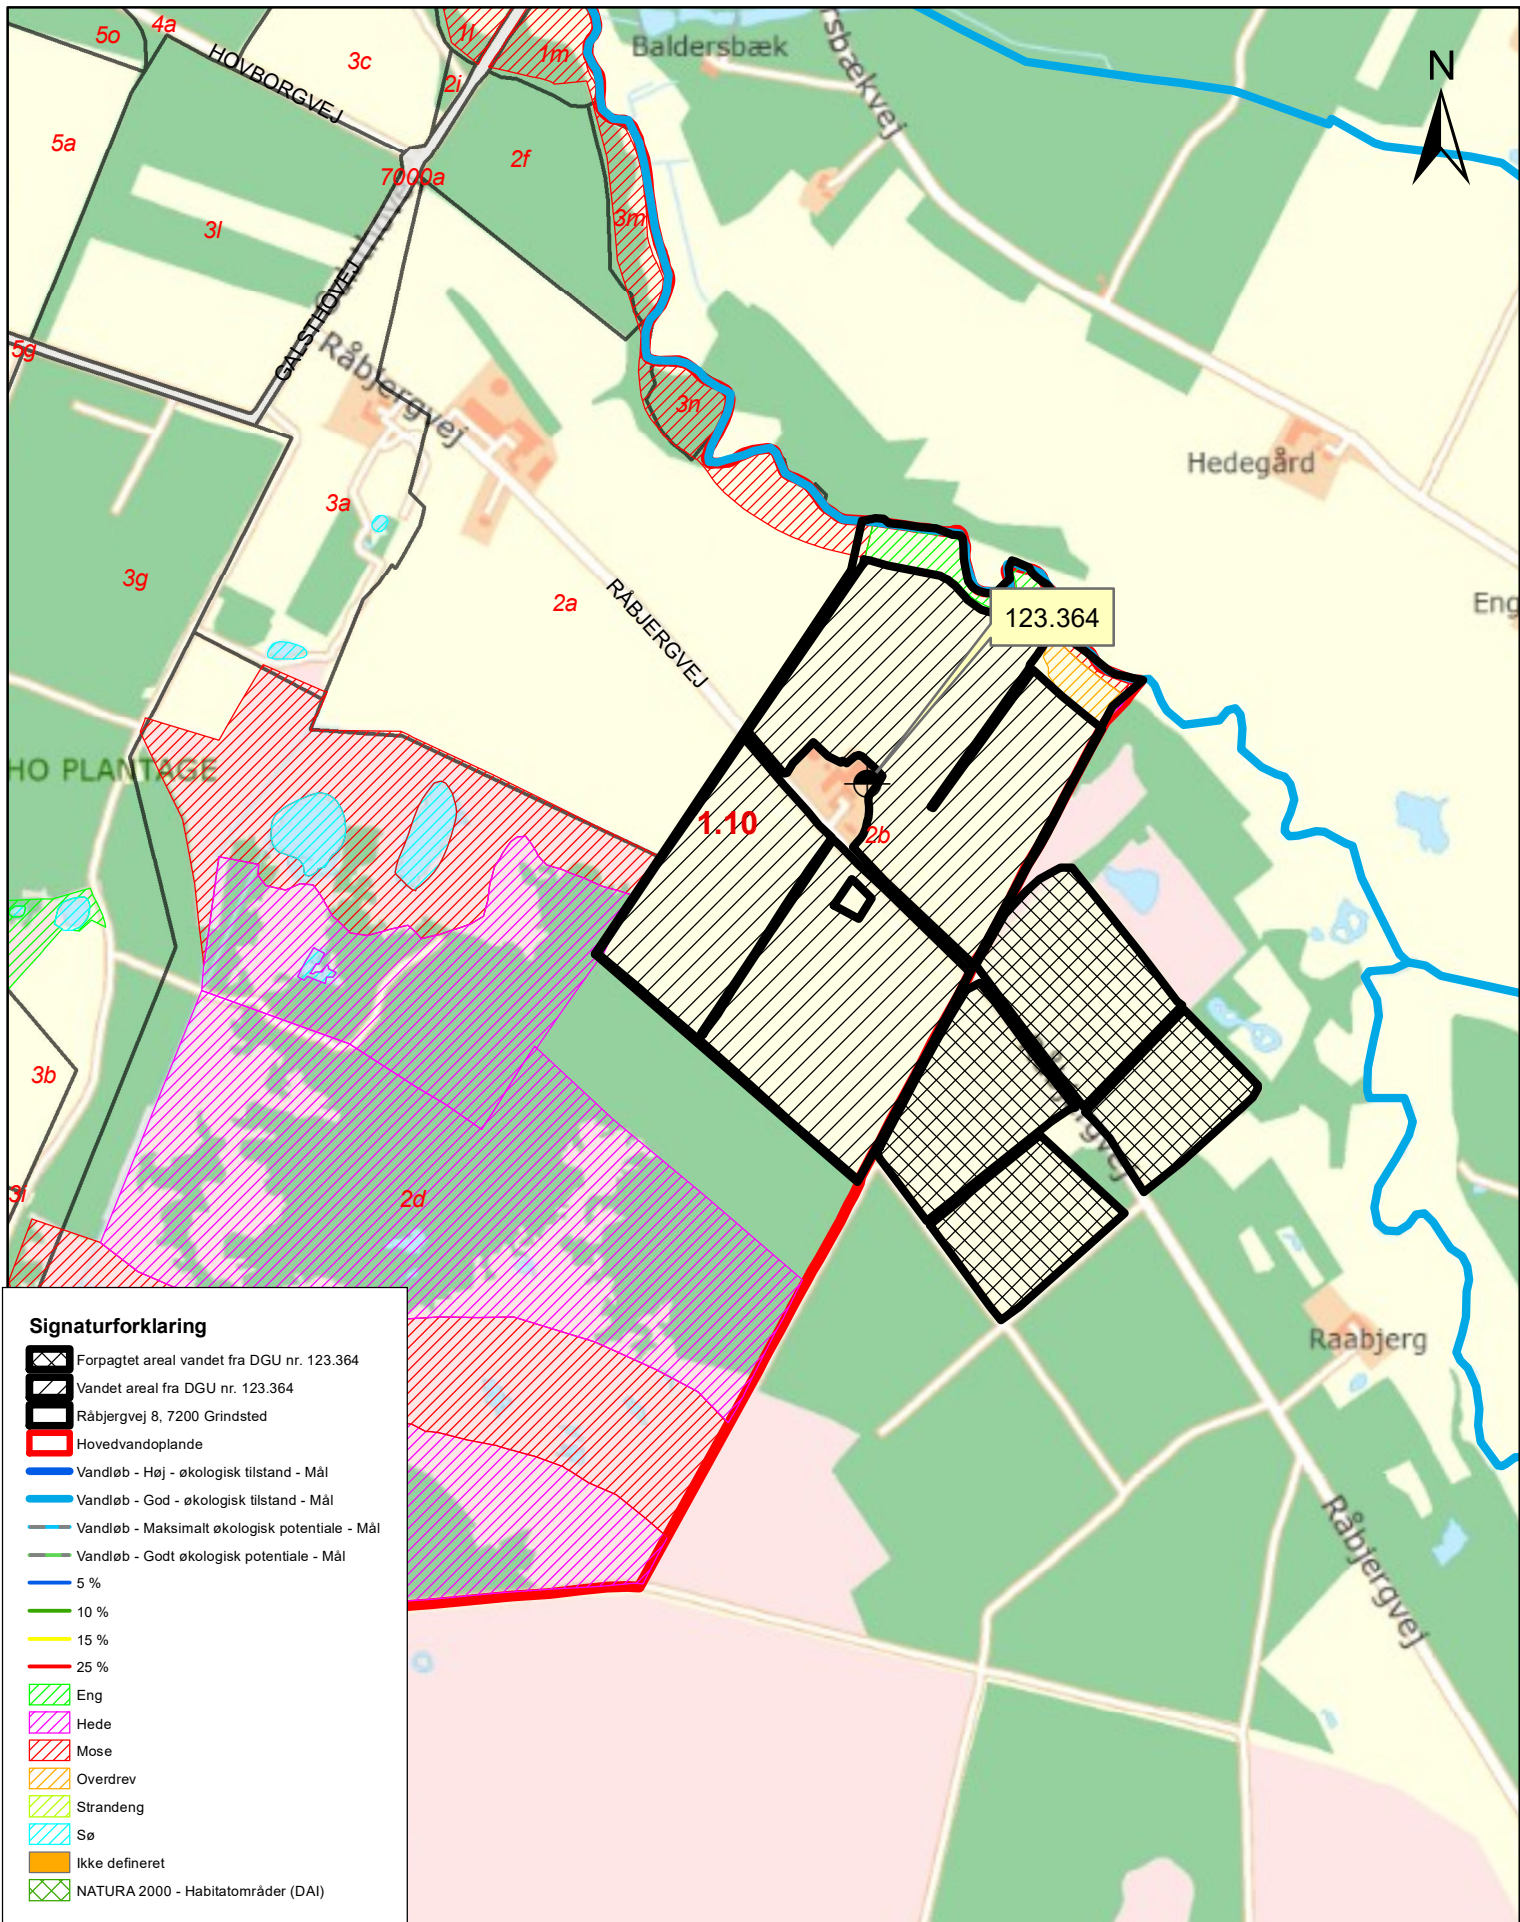 5o
4a
1l
1m
Baldersbæk
rsbækvej
N
HOVBORGVEJ
3c
2i
5a
2f
7000a
3l
3m
GALSTHOVEJ
5g
Råbjergvej
3n
3a
Hedegård
3g
2a
RÅBJERGVEJ
Eng
123.364
HO PLANTAGE
1.10
2b
3b
3i
2d
Raabjerg
Råbjergvej
Signaturforklaring
Forpagtet areal vandet fra DGU nr. 123.364
Vandet areal fra DGU nr. 123.364
Råbjergvej 8, 7200 Grindsted
Hovedvandoplande
Vandløb - Høj - økologisk tilstand - Mål
Vandløb - God - økologisk tilstand - Mål
Vandløb - Maksimalt økologisk potentiale - Mål
Vandløb - Godt økologisk potentiale - Mål
5 %
10 %
15 %
25 %
Eng
Hede
Mose
Overdrev
Strandeng
Sø
Ikke defineret
NATURA 2000 - Habitatområder (DAI)